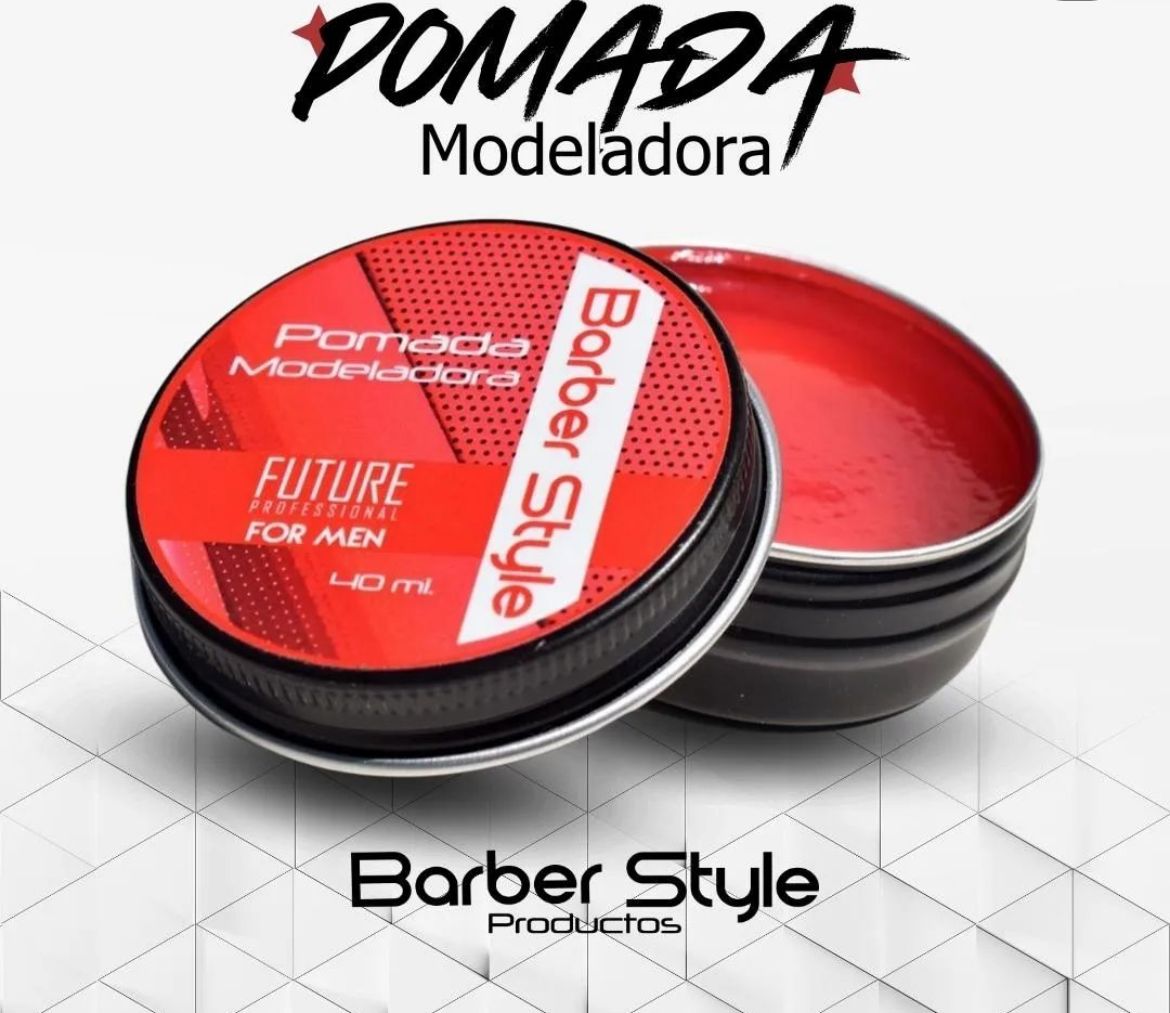 POMADA
Modeladora
Pomada
Modeladora
Barber Style
FUTURE
PROFESSIONAL
FOR MEN
40 ml.
Barber Style
Productos